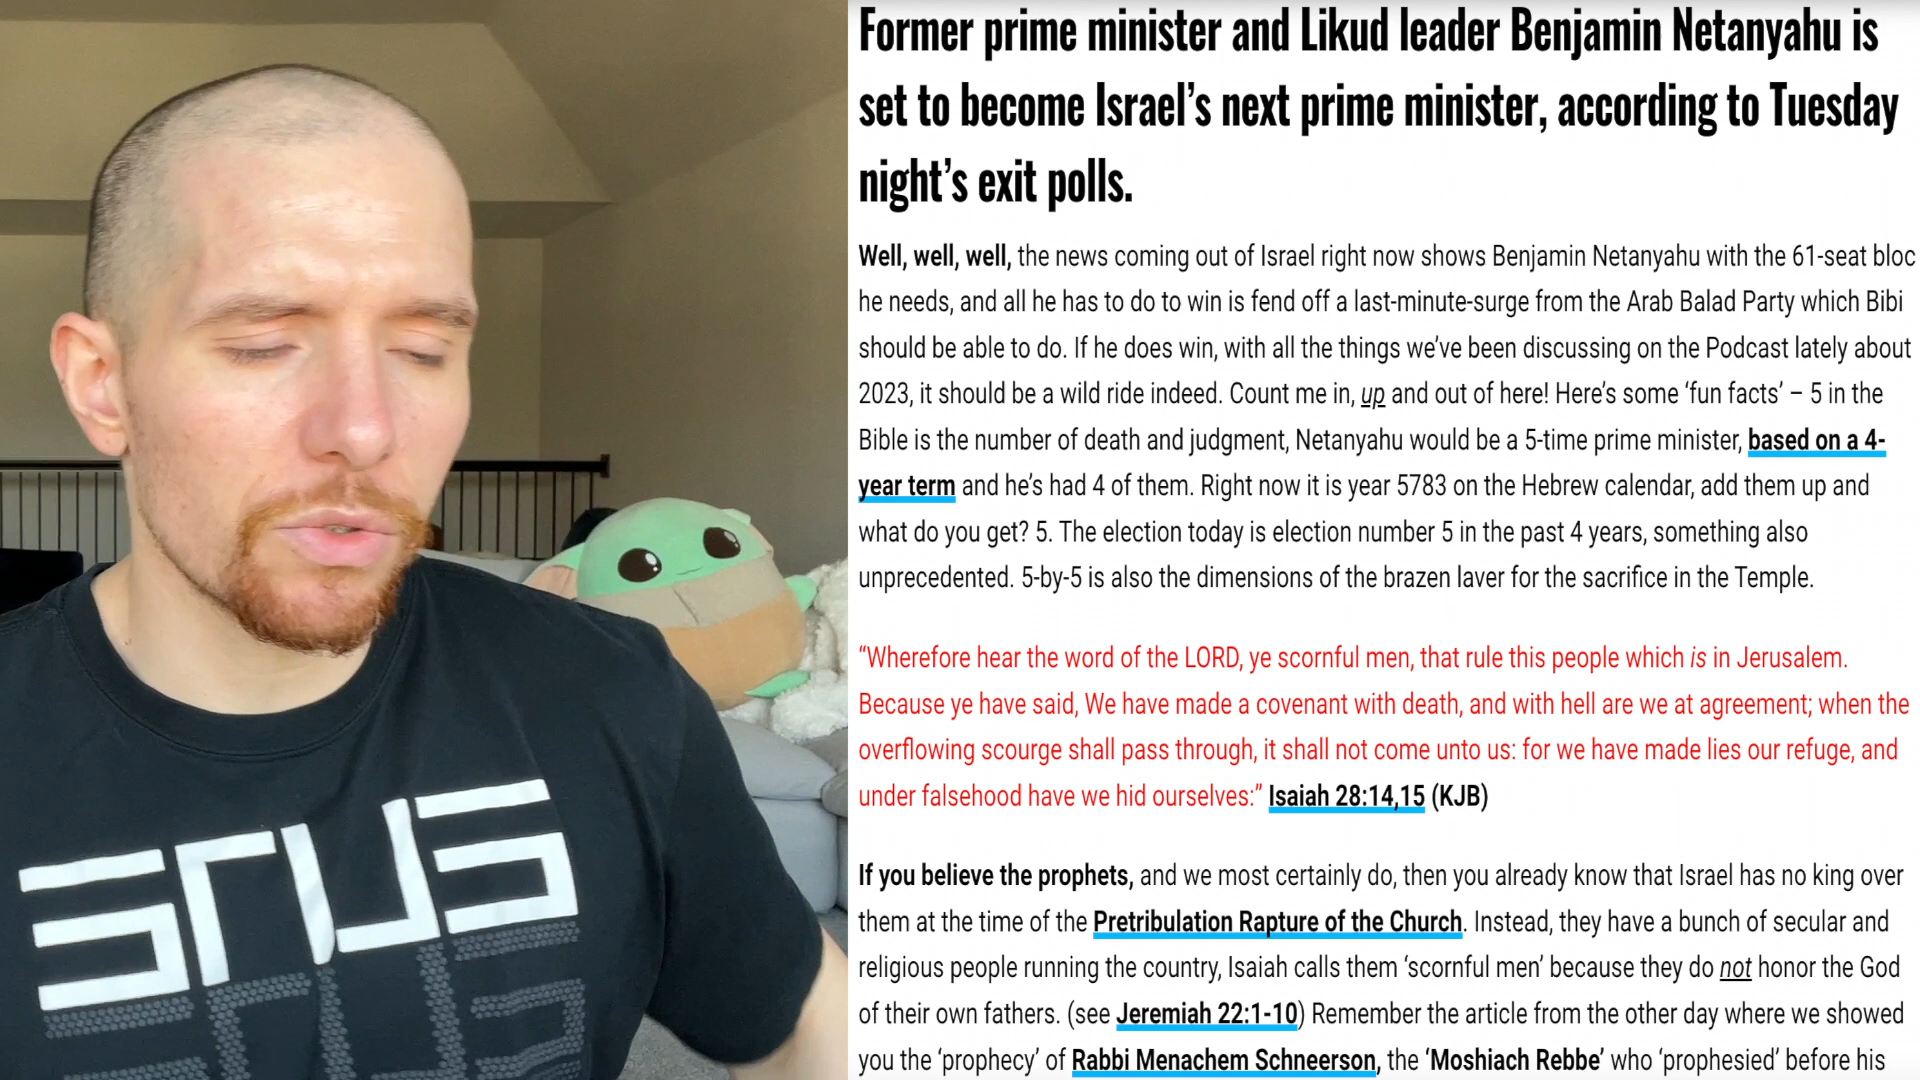 Former prime minister and Likud leader Benjamin Netanyahu is
set to become Israel’s next prime minister, according to Tuesday
night’s exit polls.
Well, well, well, the news coming out of Israel right now shows Benjamin Netanyahu with the 61-seat bloc
he needs, and all he has to do to win is fend off a last-minute-surge from the Arab Balad Party which Bibi
should be able to do. If he does win, with all the things we’ve been discussing on the Podcast lately about
2023, it should be a wild ride indeed. Count me in, up and out of here! Here’s some ‘fun facts’ – 5 in the
Bible is the number of death and judgment, Netanyahu would be a 5-time prime minister, based on a 4-
year term and he’s had 4 of them. Right now it is year 5783 on the Hebrew calendar, add them up and
what do you get? 5. The election today is election number 5 in the past 4 years, something also
unprecedented. 5-by-5 is also the dimensions of the brazen laver for the sacrifice in the Temple.
“Wherefore hear the word of the LORD, ye scornful men, that rule this people which is in Jerusalem.
Because ye have said, We have made a covenant with death, and with hell are we at agreement; when the
overflowing scourge shall pass through, it shall not come unto us: for we have made lies our refuge, and
under falsehood have we hid ourselves:” Isaiah 28:14,15 (KJB)
If you believe the prophets, and we most certainly do, then you already know that Israel has no king over
them at the time of the Pretribulation Rapture of the Church. Instead, they have a bunch of secular and
religious people running the country, Isaiah calls them ‘scornful men’ because they do not honor the God
of their own fathers. (see Jeremiah 22:1-10) Remember the article from the other day where we showed
you the ‘prophecy’ of Rabbi Menachem Schneerson, the ‘Moshiach Rebbe’ who ‘prophesied’ before his